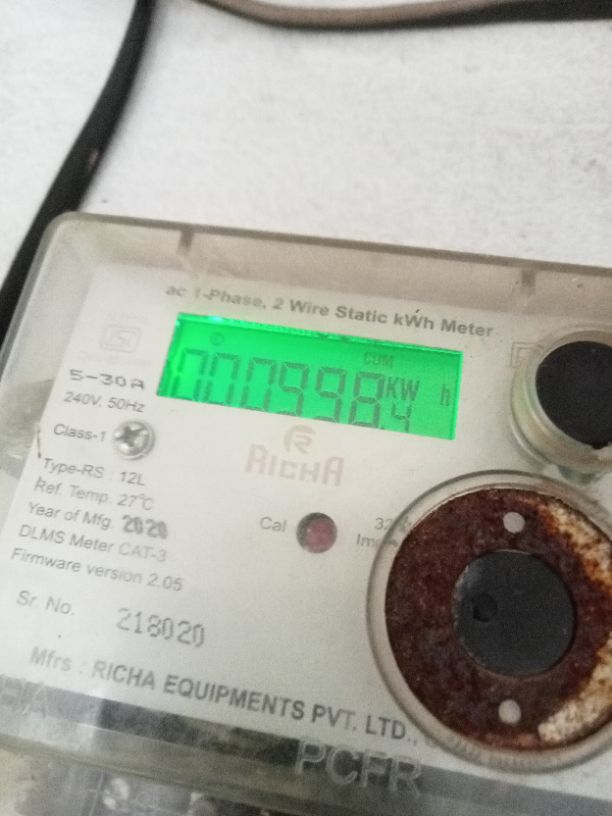 ac 1-Phase, 2 Wire Static kWh Meter
CUM
000998.4 KW h
5-30A
240V, 50Hz
Class-1
RICHA
Type-RS : 12L
Ref. Temp. 27°C
Year of Mfg. 2020
DLMS Meter CAT-3
Firmware version 2.05
Cal
Sr. No. 218020
Mfrs : RICHA EQUIPMENTS PVT. LTD.,